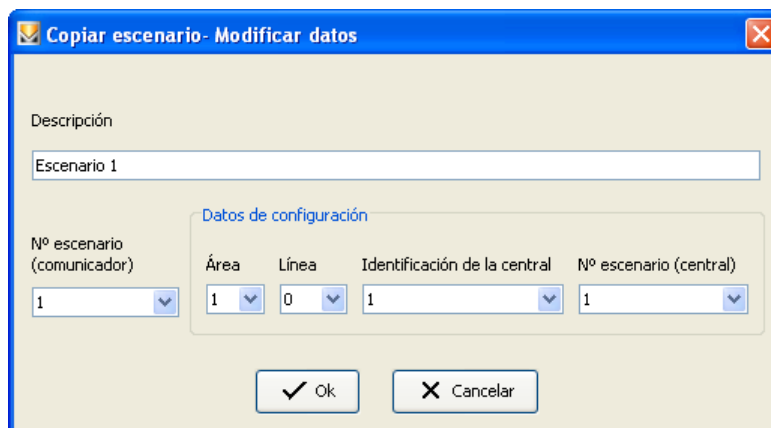 Copiar escenario- Modificar datos
Descripción
Escenario 1
Datos de configuración
Nº escenario
(comunicador)
Área Línea Identificación de la central Nº escenario (central)
1 1 0 1 1
Ok Cancelar